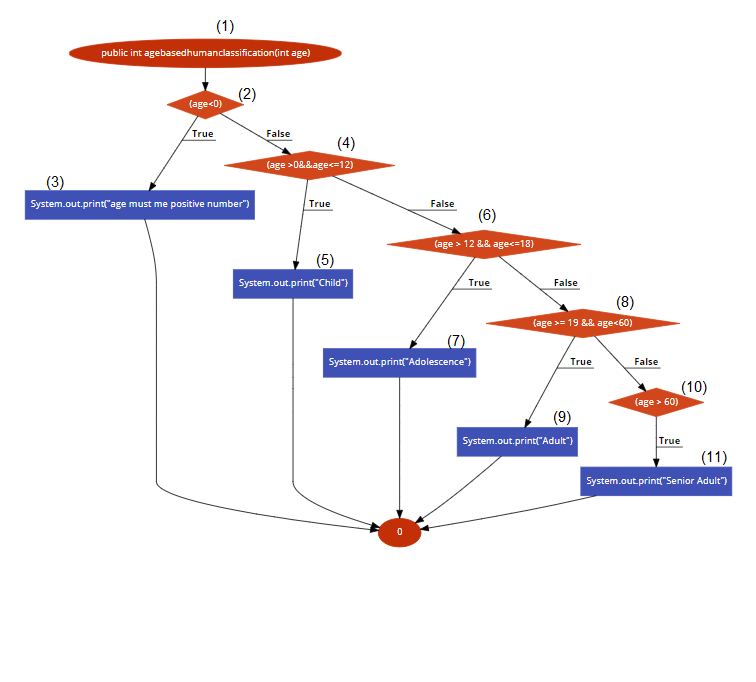 (1)
public int agebasedhumanclassification(int age)
(2)
(age<0)
True
False
(4)
(age >0&&age<=12)
(3)
System.out.print("age must me positive number")
True
False
(6)
(age > 12 && age<=18)
(5)
System.out.print("Child")
True
False
(8)
(age >= 19 && age<60)
(7)
System.out.print("Adolescence")
True
False
(10)
(age > 60)
(9)
System.out.print("Adult")
True
(11)
System.out.print("Senior Adult")
0